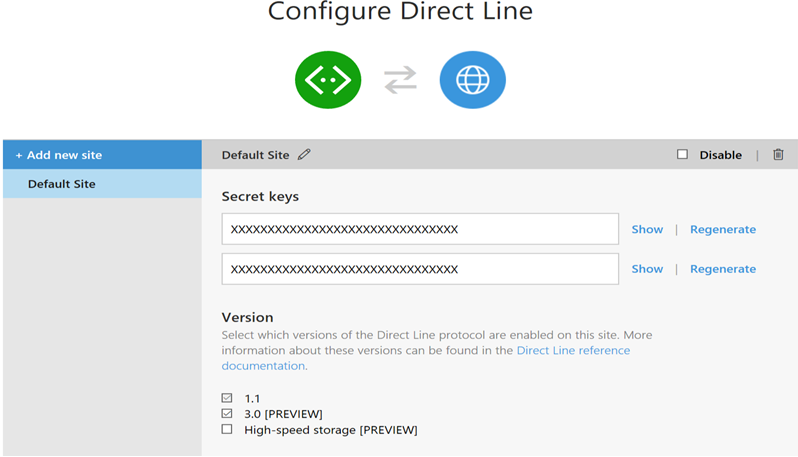 Configure Direct Line
+ Add new site
Default Site
Default Site
Disable |
Secret keys
XXXXXXXXXXXXXXXXXXXXXXXXXXXXXXX
Show | Regenerate
XXXXXXXXXXXXXXXXXXXXXXXXXXXXXXX
Show | Regenerate
Version
Select which versions of the Direct Line protocol are enabled on this site. More
information about these versions can be found in the Direct Line reference
documentation.
1.1
3.0 [PREVIEW]
High-speed storage [PREVIEW]